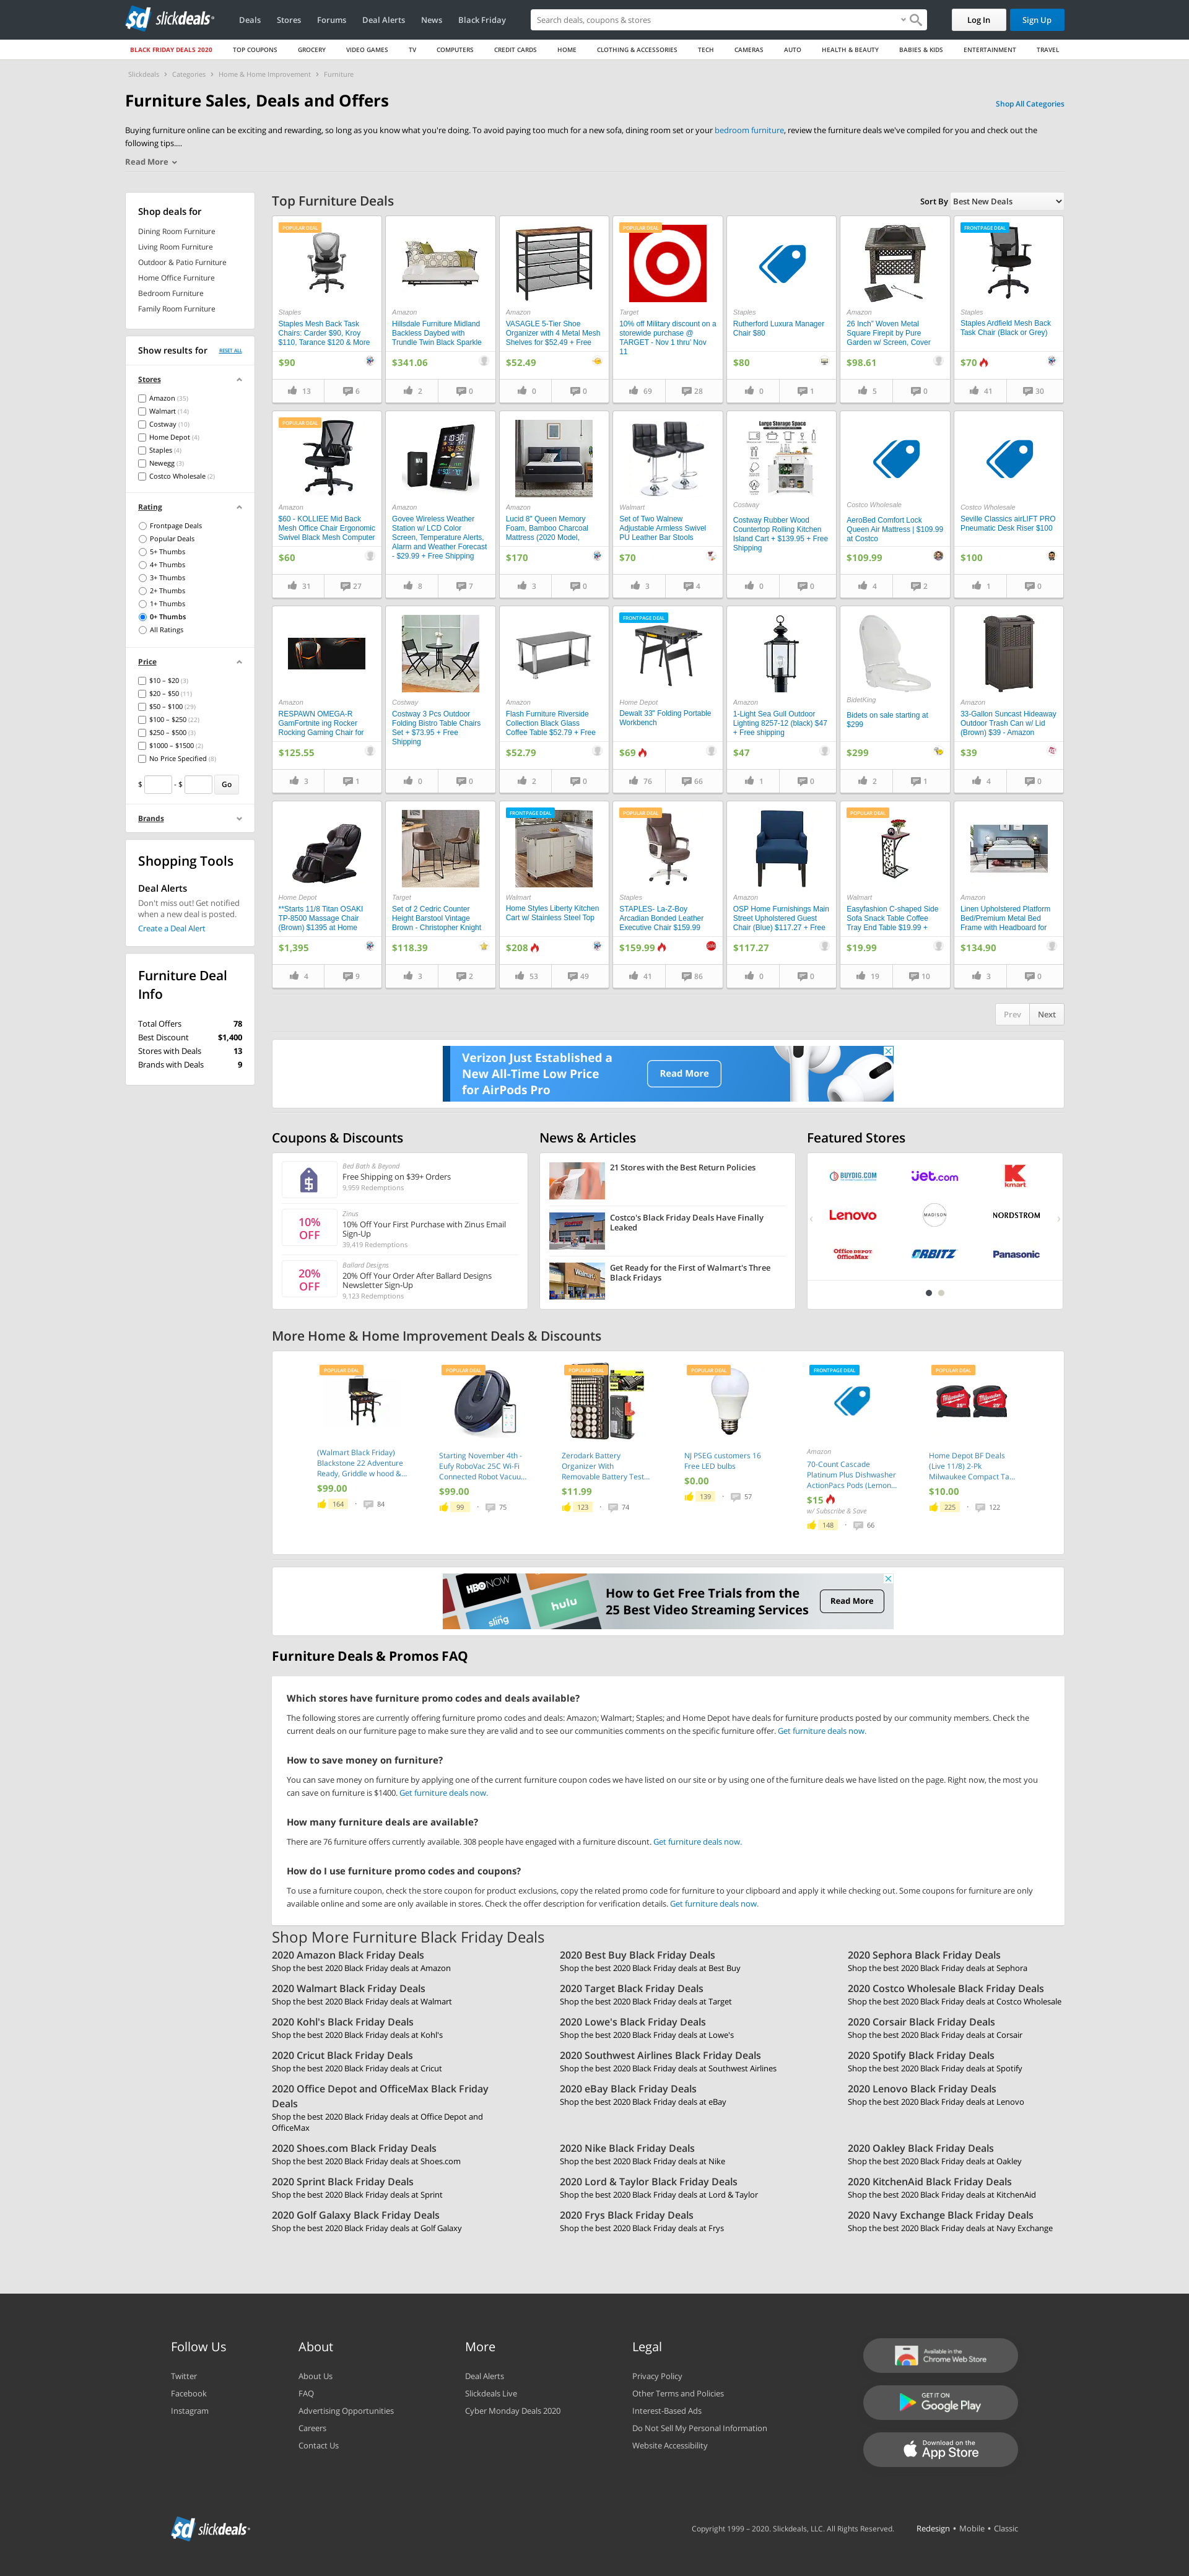 slickdeals
Deals Stores Forums Deal Alerts News Black Friday
Search deals, coupons & stores
Log In
Sign Up
BLACK FRIDAY DEALS 2020 TOP COUPONS GROCERY VIDEO GAMES TV COMPUTERS CREDIT CARDS HOME CLOTHING & ACCESSORIES TECH CAMERAS AUTO HEALTH & BEAUTY BABIES & KIDS ENTERTAINMENT TRAVEL
Slickdeals > Categories > Home & Home Improvement > Furniture
Furniture Sales, Deals and Offers
Shop All Categories
Buying furniture online can be exciting and rewarding, so long as you know what you're doing. To avoid paying too much for a new sofa, dining room set or your bedroom furniture, review the furniture deals we've compiled for you and check out the
following tips....
Read More
Shop deals for
Dining Room Furniture
Living Room Furniture
Outdoor & Patio Furniture
Home Office Furniture
Bedroom Furniture
Family Room Furniture
Show results for RESET ALL
Stores
Amazon (35)
Walmart (14)
Costway (10)
Home Depot (4)
Staples (4)
Newegg (3)
Costco Wholesale (2)
Rating
Frontpage Deals
Popular Deals
5+ Thumbs
4+ Thumbs
3+ Thumbs
2+ Thumbs
1+ Thumbs
0+ Thumbs
All Ratings
Price
$10 – $20 (3)
$20 – $50 (11)
$50 – $100 (29)
$100 – $250 (22)
$250 – $500 (3)
$1000 – $1500 (2)
No Price Specified (8)
$ - $ Go
Brands
Shopping Tools
Deal Alerts
Don't miss out! Get notified
when a new deal is posted.
Create a Deal Alert
Furniture Deal
Info
Total Offers 78
Best Discount $1,400
Stores with Deals 13
Brands with Deals 9
Top Furniture Deals
Sort By Best New Deals
POPULAR DEAL
Staples
Staples Mesh Back Task
Chairs: Carder $90, Kroy
$110, Tarance $120 & More
$90
13 6
Amazon
Hillsdale Furniture Midland
Backless Daybed with
Trundle Twin Black Sparkle
$341.06
2 0
Amazon
VASAGLE 5-Tier Shoe
Organizer with 4 Metal Mesh
Shelves for $52.49 + Free
$52.49
0 0
POPULAR DEAL
Target
10% off Military discount on a
storewide purchase @
TARGET - Nov 1 thru' Nov
11
69 28
Staples
Rutherford Luxura Manager
Chair $80
$80
0 1
Amazon
26 Inch" Woven Metal
Square Firepit by Pure
Garden w/ Screen, Cover
$98.61
5 0
FRONTPAGE DEAL
Staples
Staples Ardfield Mesh Back
Task Chair (Black or Grey)
$70
41 30
POPULAR DEAL
Amazon
$60 - KOLLIEE Mid Back
Mesh Office Chair Ergonomic
Swivel Black Mesh Computer
$60
31 27
Amazon
Govee Wireless Weather
Station w/ LCD Color
Screen, Temperature Alerts,
Alarm and Weather Forecast
- $29.99 + Free Shipping
8 7
Amazon
Lucid 8" Queen Memory
Foam, Bamboo Charcoal
Mattress (2020 Model,
$170
3 0
Walmart
Set of Two Walnew
Adjustable Armless Swivel
PU Leather Bar Stools
$70
3 4
Large Storage Space
Costway
Costway Rubber Wood
Countertop Rolling Kitchen
Island Cart + $139.95 + Free
Shipping
0 0
Costco Wholesale
AeroBed Comfort Lock
Queen Air Mattress | $109.99
at Costco
$109.99
4 2
Costco Wholesale
Seville Classics airLIFT PRO
Pneumatic Desk Riser $100
$100
1 0
Amazon
RESPAWN OMEGA-R
GamFortnite ing Rocker
Rocking Gaming Chair for
$125.55
3 1
Costway
Costway 3 Pcs Outdoor
Folding Bistro Table Chairs
Set + $73.95 + Free
Shipping
0 0
Amazon
Flash Furniture Riverside
Collection Black Glass
Coffee Table $52.79 + Free
$52.79
2 0
FRONTPAGE DEAL
Home Depot
Dewalt 33" Folding Portable
Workbench
$69
76 66
Amazon
1-Light Sea Gull Outdoor
Lighting 8257-12 (black) $47
+ Free shipping
$47
1 0
BidetKing
Bidets on sale starting at
$299
$299
2 1
Amazon
33-Gallon Suncast Hideaway
Outdoor Trash Can w/ Lid
(Brown) $39 - Amazon
$39
4 0
Home Depot
**Starts 11/8 Titan OSAKI
TP-8500 Massage Chair
(Brown) $1395 at Home
$1,395
4 9
Target
Set of 2 Cedric Counter
Height Barstool Vintage
Brown - Christopher Knight
$118.39
3 2
FRONTPAGE DEAL
Walmart
Home Styles Liberty Kitchen
Cart w/ Stainless Steel Top
$208
53 49
POPULAR DEAL
Staples
STAPLES- La-Z-Boy
Arcadian Bonded Leather
Executive Chair $159.99
$159.99
41 86
Amazon
OSP Home Furnishings Main
Street Upholstered Guest
Chair (Blue) $117.27 + Free
$117.27
0 0
POPULAR DEAL
Walmart
Easyfashion C-shaped Side
Sofa Snack Table Coffee
Tray End Table $19.99 +
$19.99
19 10
Amazon
Linen Upholstered Platform
Bed/Premium Metal Bed
Frame with Headboard for
$134.90
3 0
Prev Next
Verizon Just Established a
New All-Time Low Price
for AirPods Pro
Read More
Coupons & Discounts
Bed Bath & Beyond
Free Shipping on $39+ Orders
9,959 Redemptions
10%
OFF
Zinus
10% Off Your First Purchase with Zinus Email
Sign-Up
39,419 Redemptions
20%
OFF
Ballard Designs
20% Off Your Order After Ballard Designs
Newsletter Sign-Up
9,123 Redemptions
News & Articles
21 Stores with the Best Return Policies
Costco's Black Friday Deals Have Finally
Leaked
Get Ready for the First of Walmart's Three
Black Fridays
Featured Stores
BUYDIG.COM Jet.com Kmart
Lenovo MADISON NORDSTROM
Office DEPOT OfficeMax ORBITZ Panasonic
More Home & Home Improvement Deals & Discounts
POPULAR DEAL
(Walmart Black Friday)
Blackstone 22 Adventure
Ready, Griddle w hood &...
$99.00
164 • 84
POPULAR DEAL
Starting November 4th -
Eufy RoboVac 25C Wi-Fi
Connected Robot Vacuu...
$99.00
99 • 75
POPULAR DEAL
Zerodark Battery
Organizer With
Removable Battery Test...
$11.99
123 • 74
POPULAR DEAL
NJ PSEG customers 16
Free LED bulbs
$0.00
139 • 57
FRONTPAGE DEAL
Amazon
70-Count Cascade
Platinum Plus Dishwasher
ActionPacs Pods (Lemon...
$15
w/ Subscribe & Save
148 • 66
POPULAR DEAL
Home Depot BF Deals
(Live 11/8) 2-Pk
Milwaukee Compact Ta...
$10.00
225 • 122
HBO NOW
hulu
sling
How to Get Free Trials from the
25 Best Video Streaming Services
Read More
Furniture Deals & Promos FAQ
Which stores have furniture promo codes and deals available?
The following stores are currently offering furniture promo codes and deals: Amazon; Walmart; Staples; and Home Depot have deals for furniture products posted by our community members. Check the
current deals on our furniture page to make sure they are valid and to see our communities comments on the specific furniture offer. Get furniture deals now.
How to save money on furniture?
You can save money on furniture by applying one of the current furniture coupon codes we have listed on our site or by using one of the furniture deals we have listed on the page. Right now, the most you
can save on furniture is $1400. Get furniture deals now.
How many furniture deals are available?
There are 76 furniture offers currently available. 308 people have engaged with a furniture discount. Get furniture deals now.
How do I use furniture promo codes and coupons?
To use a furniture coupon, check the store coupon for product exclusions, copy the related promo code for furniture to your clipboard and apply it while checking out. Some coupons for furniture are only
available online and some are only available in stores. Check the offer description for verification details. Get furniture deals now.
Shop More Furniture Black Friday Deals
2020 Amazon Black Friday Deals
Shop the best 2020 Black Friday deals at Amazon
2020 Best Buy Black Friday Deals
Shop the best 2020 Black Friday deals at Best Buy
2020 Sephora Black Friday Deals
Shop the best 2020 Black Friday deals at Sephora
2020 Walmart Black Friday Deals
Shop the best 2020 Black Friday deals at Walmart
2020 Target Black Friday Deals
Shop the best 2020 Black Friday deals at Target
2020 Costco Wholesale Black Friday Deals
Shop the best 2020 Black Friday deals at Costco Wholesale
2020 Kohl's Black Friday Deals
Shop the best 2020 Black Friday deals at Kohl's
2020 Lowe's Black Friday Deals
Shop the best 2020 Black Friday deals at Lowe's
2020 Corsair Black Friday Deals
Shop the best 2020 Black Friday deals at Corsair
2020 Cricut Black Friday Deals
Shop the best 2020 Black Friday deals at Cricut
2020 Southwest Airlines Black Friday Deals
Shop the best 2020 Black Friday deals at Southwest Airlines
2020 Spotify Black Friday Deals
Shop the best 2020 Black Friday deals at Spotify
2020 Office Depot and OfficeMax Black Friday
Deals
Shop the best 2020 Black Friday deals at Office Depot and
OfficeMax
2020 eBay Black Friday Deals
Shop the best 2020 Black Friday deals at eBay
2020 Lenovo Black Friday Deals
Shop the best 2020 Black Friday deals at Lenovo
2020 Shoes.com Black Friday Deals
Shop the best 2020 Black Friday deals at Shoes.com
2020 Nike Black Friday Deals
Shop the best 2020 Black Friday deals at Nike
2020 Oakley Black Friday Deals
Shop the best 2020 Black Friday deals at Oakley
2020 Sprint Black Friday Deals
Shop the best 2020 Black Friday deals at Sprint
2020 Lord & Taylor Black Friday Deals
Shop the best 2020 Black Friday deals at Lord & Taylor
2020 KitchenAid Black Friday Deals
Shop the best 2020 Black Friday deals at KitchenAid
2020 Golf Galaxy Black Friday Deals
Shop the best 2020 Black Friday deals at Golf Galaxy
2020 Frys Black Friday Deals
Shop the best 2020 Black Friday deals at Frys
2020 Navy Exchange Black Friday Deals
Shop the best 2020 Black Friday deals at Navy Exchange
Follow Us
Twitter
Facebook
Instagram
About
About Us
FAQ
Advertising Opportunities
Careers
Contact Us
More
Deal Alerts
Slickdeals Live
Cyber Monday Deals 2020
Legal
Privacy Policy
Other Terms and Policies
Interest-Based Ads
Do Not Sell My Personal Information
Website Accessibility
Available in the
Chrome Web Store
GET IT ON
Google Play
Download on the
App Store
slickdeals
Copyright 1999 – 2020. Slickdeals, LLC. All Rights Reserved.
Redesign • Mobile • Classic